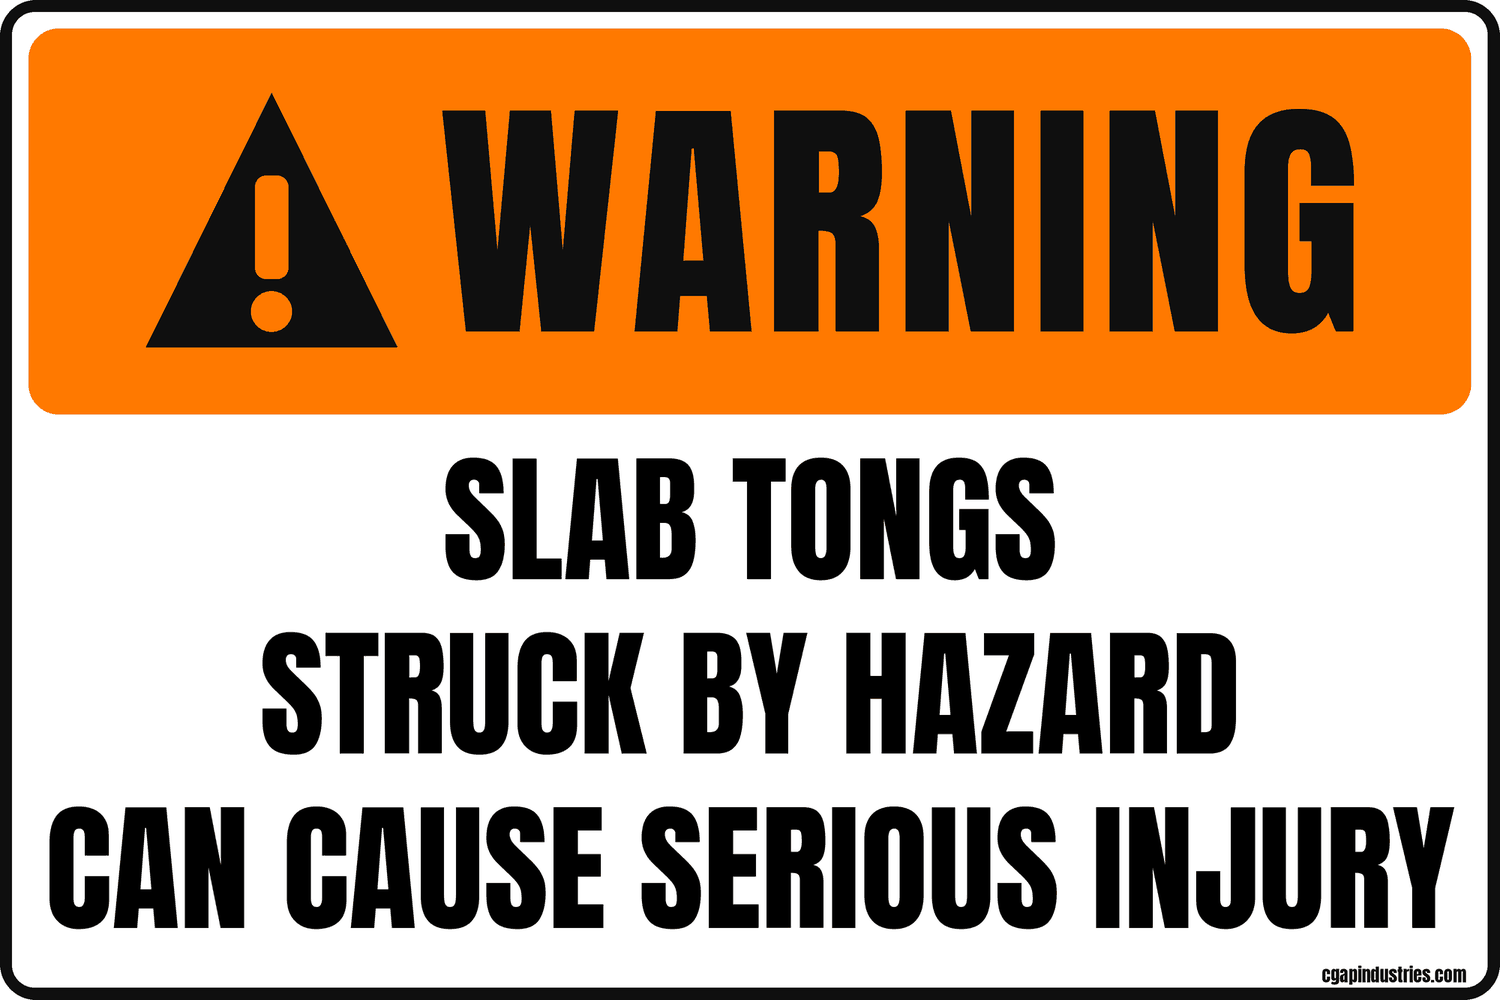 WARNING
SLAB TONGS
STRUCK BY HAZARD
CAN CAUSE SERIOUS INJURY
cgapindustries.com